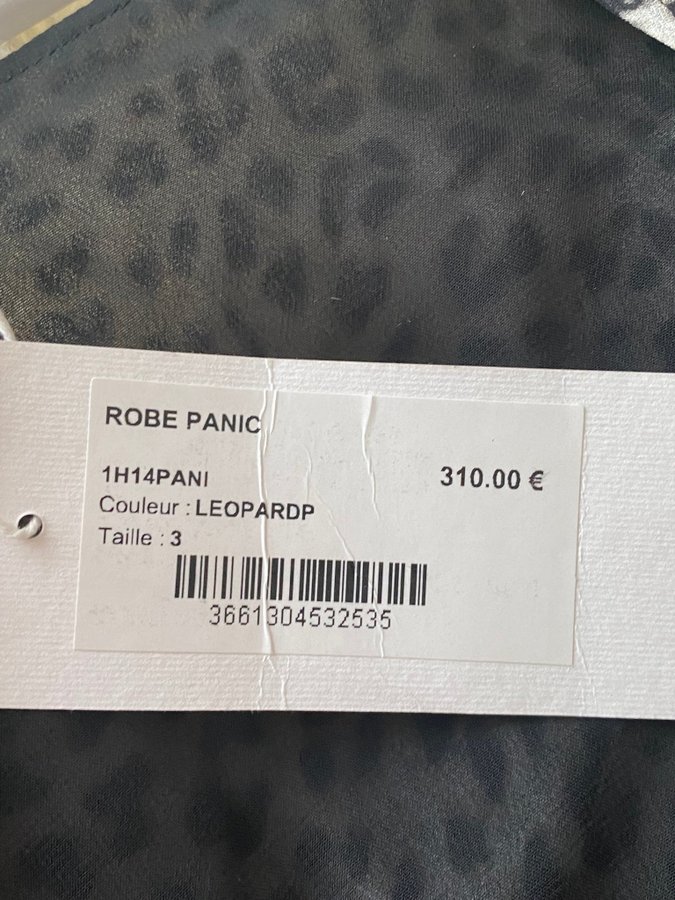 ROBE PANIC
1H14PANI
310.00 €
Couleur : LEOPARDP
Taille : 3
3661304532535